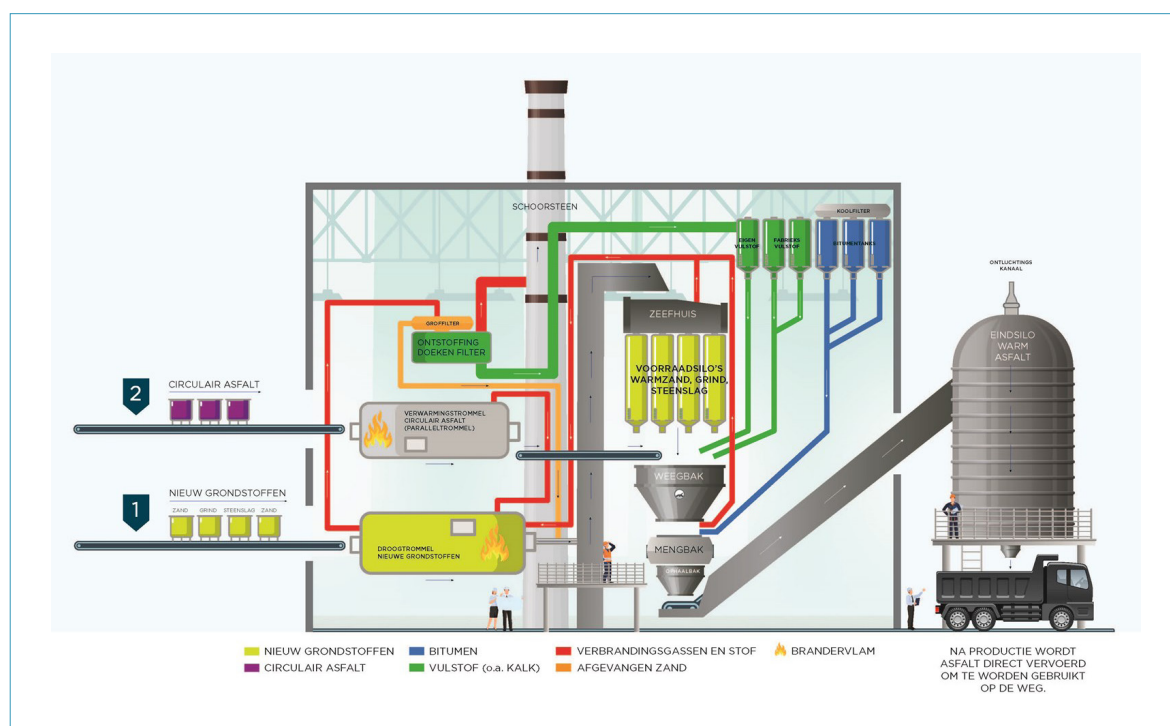 SCHOORSTEEN
KOOLFILTER
EIGEN
VULSTOF
FABRIEKS
VULSTOF
BITUMENTANKS
ONTLUCHTINGS
KANAAL
GROFFILTER
ONTSTOFFING
DOEKEN FILTER
ZEEFHUIS
VOORRAADSILO'S
WARMZAND, GRIND,
STEENSLAG
EINDSILO
WARM
ASFALT
2
CIRCULAIR ASFALT
VERWARMINGSTROMMEL
CIRCULAIR ASFALT
(PARALLELTROMMEL)
WEEGBAK
1
NIEUW GRONDSTOFFEN
ZAND GRIND STEENSLAG ZAND
DROOGTROMMEL
NIEUWE GRONDSTOFFEN
MENGBAK
OPHAALBAK
NIEUW GRONDSTOFFEN
BITUMEN
VERBRANDINGSGASSEN EN STOF
BRANDERVLAM
CIRCULAIR ASFALT
VULSTOF (o.a. KALK)
AFGEVANGEN ZAND
NA PRODUCTIE WORDT
ASFALT DIRECT VERVOERD
OM TE WORDEN GEBRUIKT
OP DE WEG.